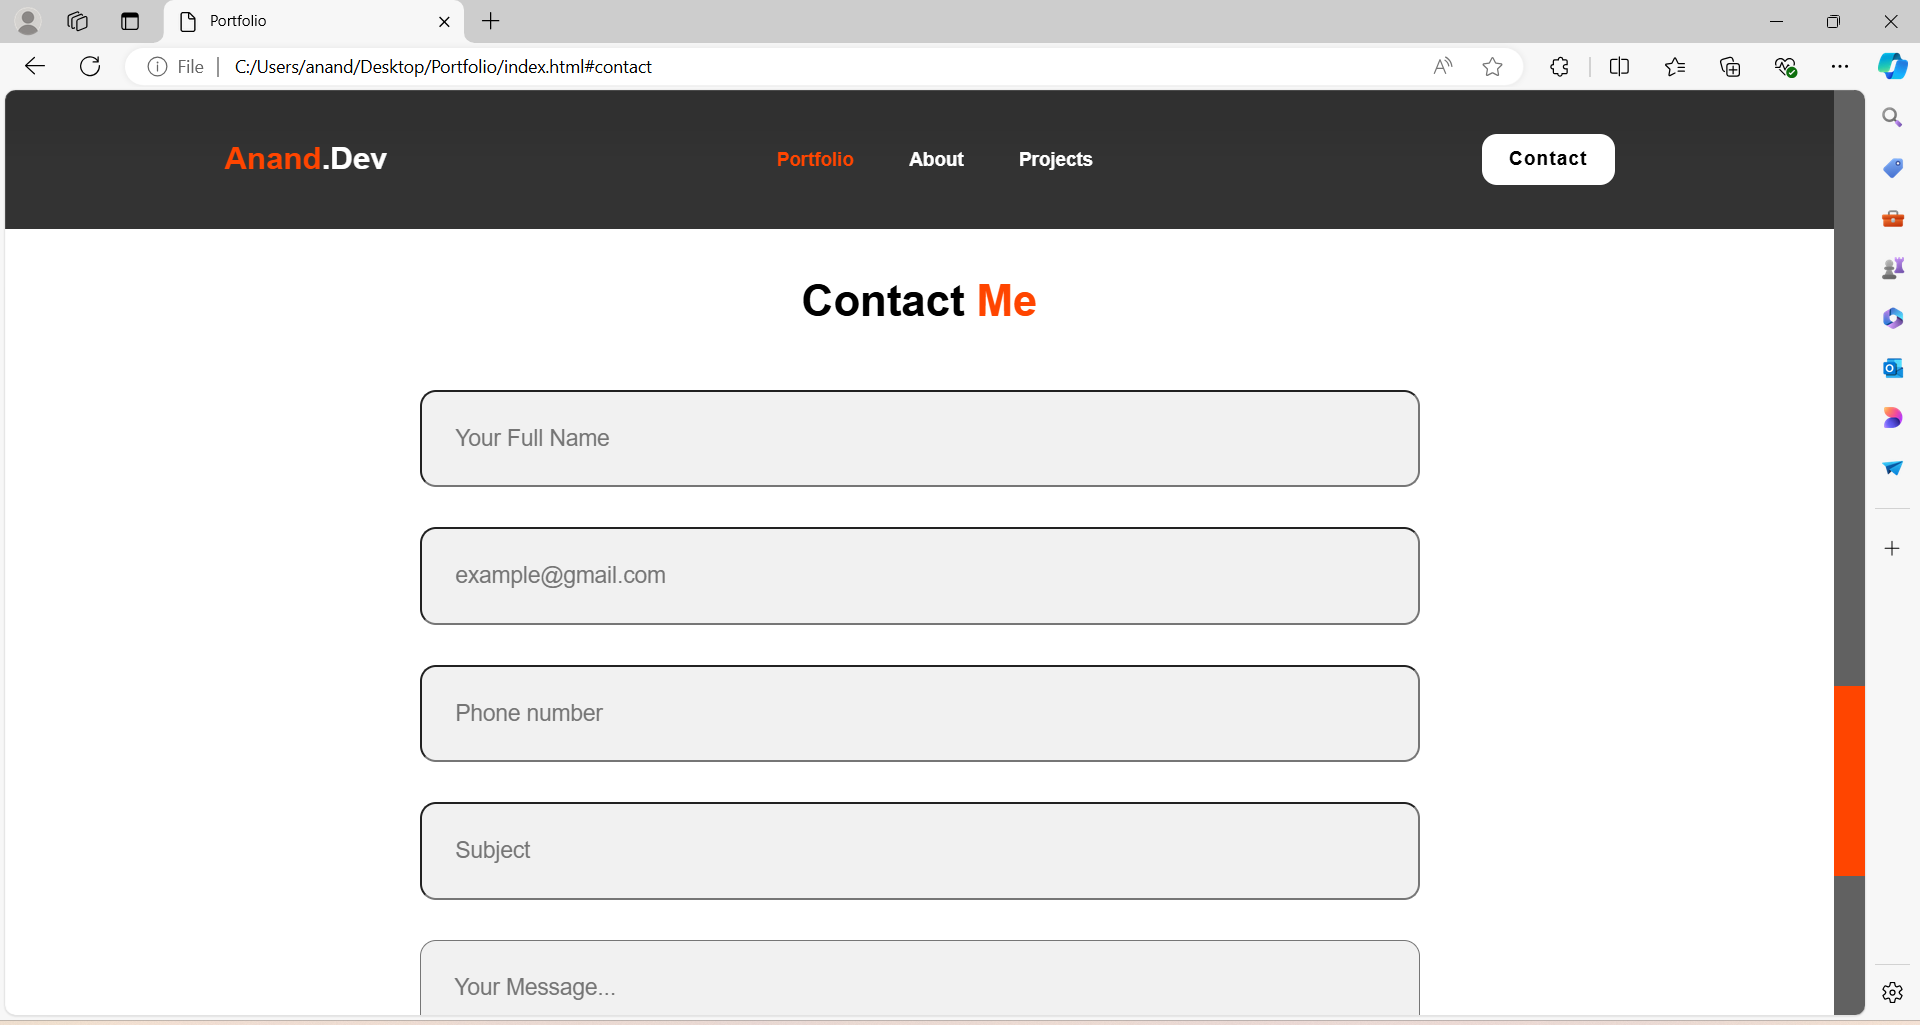 Portfolio
File C:/Users/anand/Desktop/Portfolio/index.html#contact
Anand.Dev Portfolio About Projects Contact
Contact Me
Your Full Name
example@gmail.com
Phone number
Subject
Your Message...